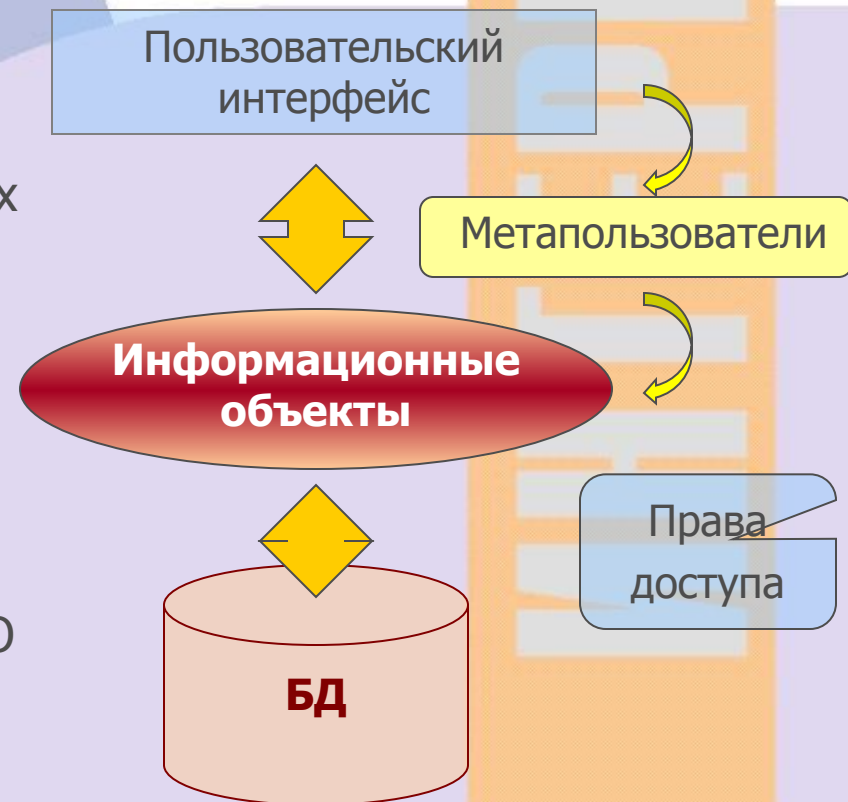 Пользовательский
интерфейс
х
Метапользователи
Информационные
объекты
Права
доступа
БД